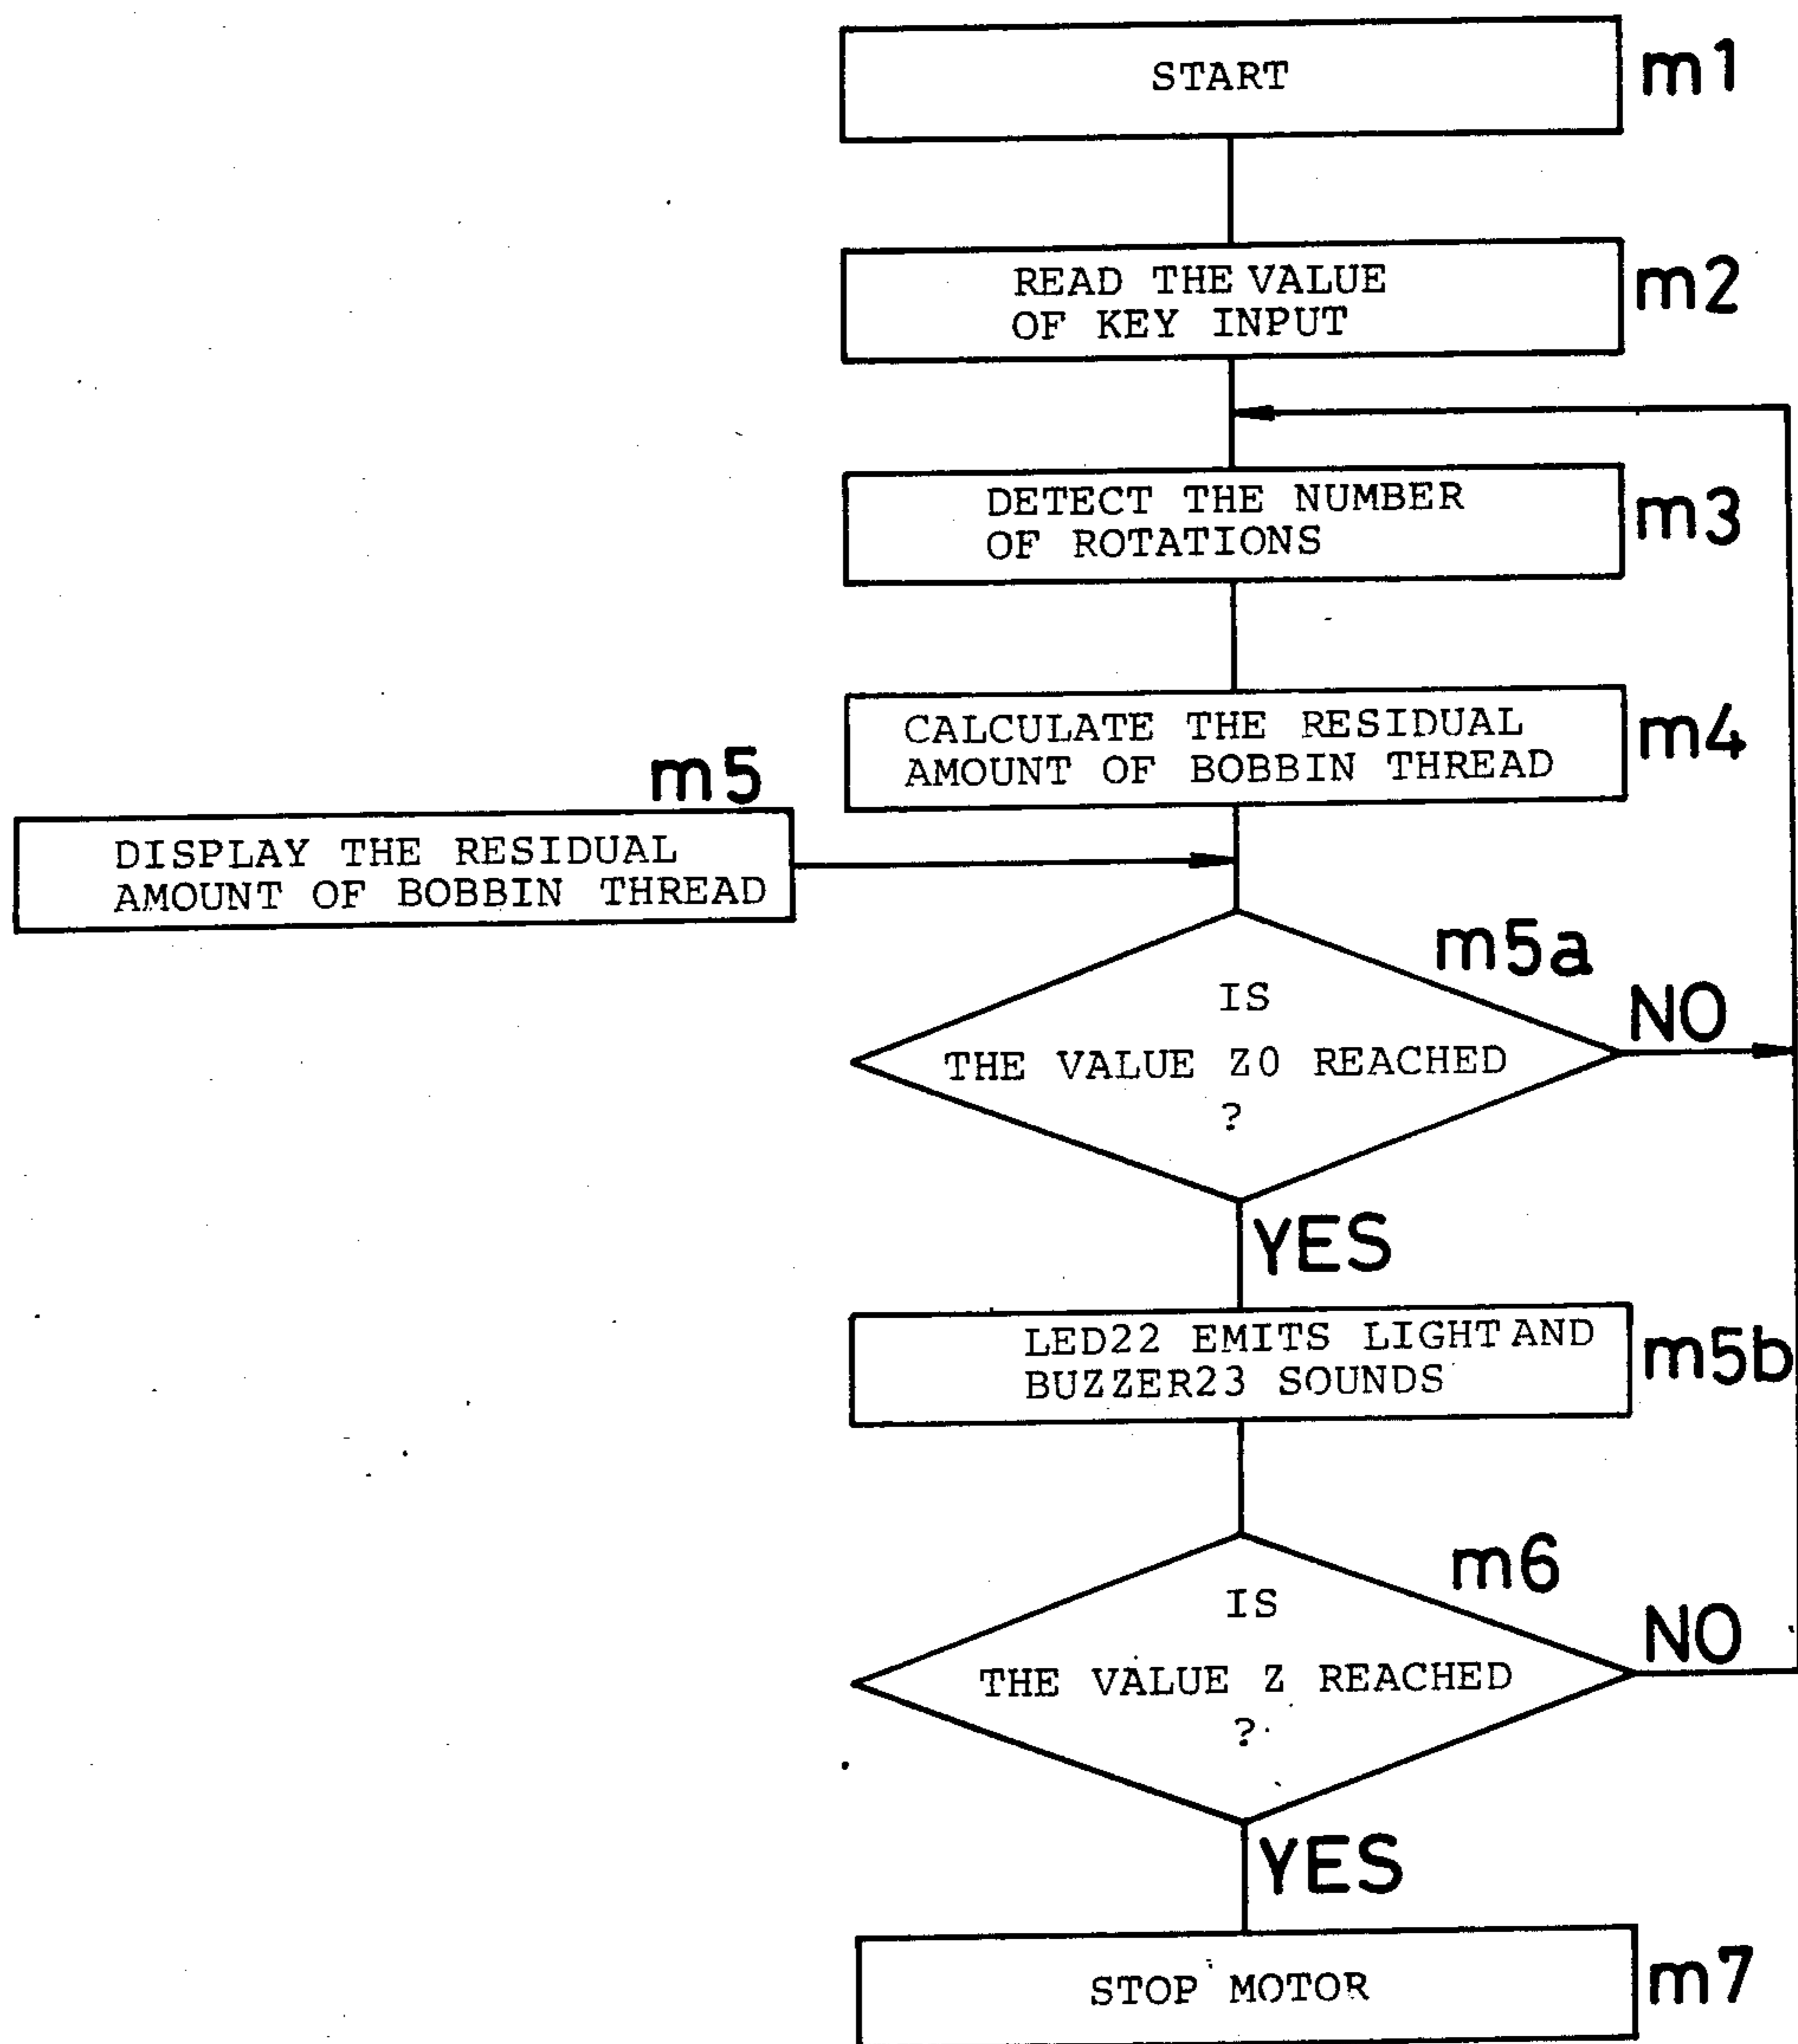 START
m1
READ THE VALUE
OF KEY INPUT
m2
DETECT THE NUMBER
OF ROTATIONS
m3
CALCULATE THE RESIDUAL
AMOUNT OF BOBBIN THREAD
m4
m5
DISPLAY THE RESIDUAL
AMOUNT OF BOBBIN THREAD
m5a
IS
THE VALUE Z0 REACHED
?
NO
YES
LED22 EMITS LIGHT AND
BUZZER23 SOUNDS
m5b
m6
IS
THE VALUE Z REACHED
?
NO
YES
STOP MOTOR
m7